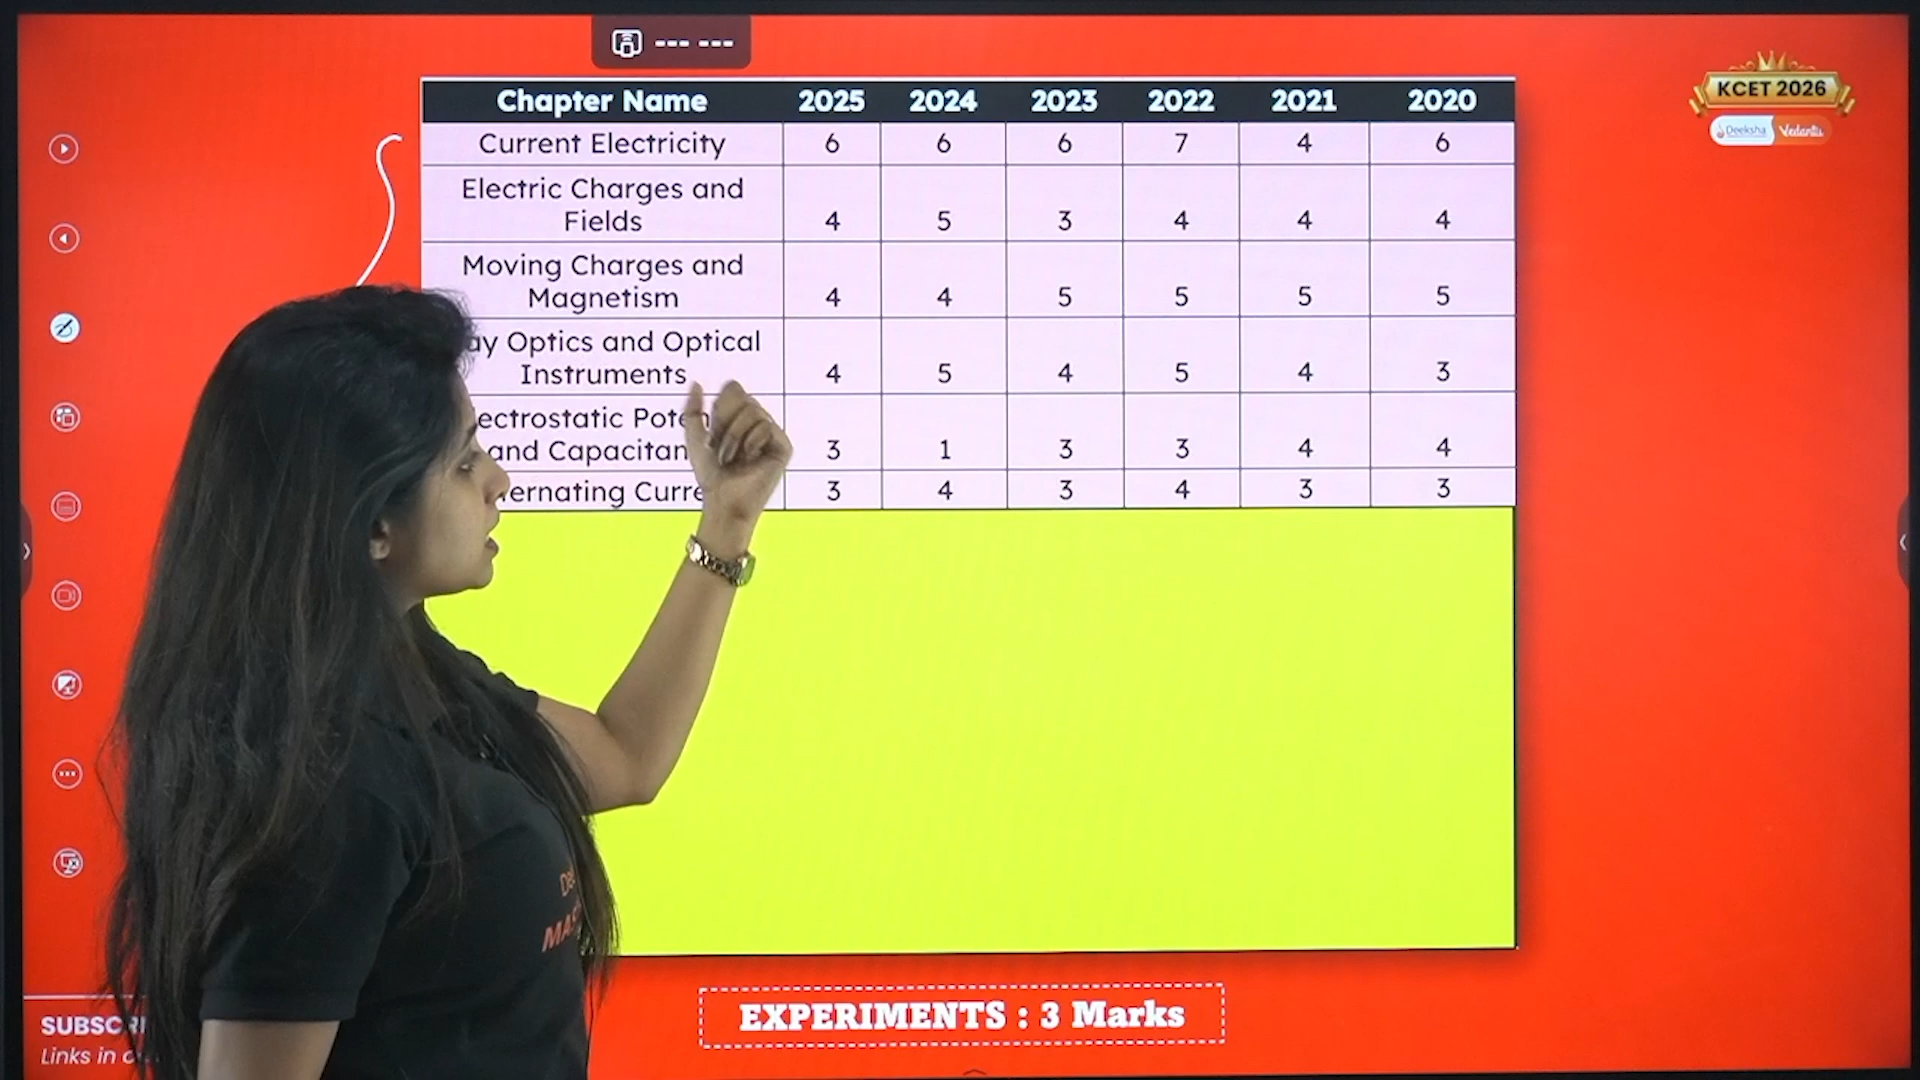 KCET 2026
Deeksha Vedantu
Chapter Name 2025 2024 2023 2022 2021 2020
Current Electricity 6 6 6 7 4 6
Electric Charges and
Fields 4 5 3 4 4 4
Moving Charges and
Magnetism 4 4 5 5 5 5
Optics and Optical
Instruments 4 5 4 5 4 3
and 3 1 3 3 4 4
3 4 3 4 3 3
EXPERIMENTS : 3 Marks
Links in